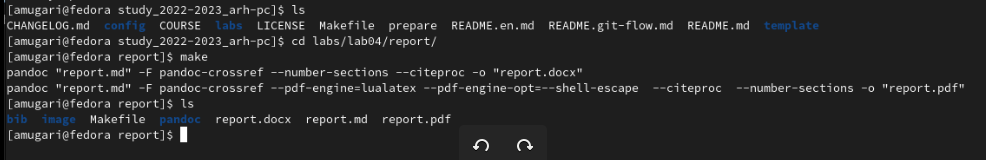 [amugari@fedora study_2022-2023_arh-pc]$ ls
CHANGELOG.md config COURSE labs LICENSE Makefile prepare README.en.md README.git-flow.md README.md template
[amugari@fedora study_2022-2023_arh-pc]$ cd labs/lab04/report/
[amugari@fedora report]$ make
pandoc "report.md" -F pandoc-crossref --number-sections --citeproc -o "report.docx"
pandoc "report.md" -F pandoc-crossref --pdf-engine=lualatex --pdf-engine-opt=--shell-escape --citeproc --number-sections -o "report.pdf"
[amugari@fedora report]$ ls
bib image Makefile pandoc report.docx report.md report.pdf
[amugari@fedora report]$